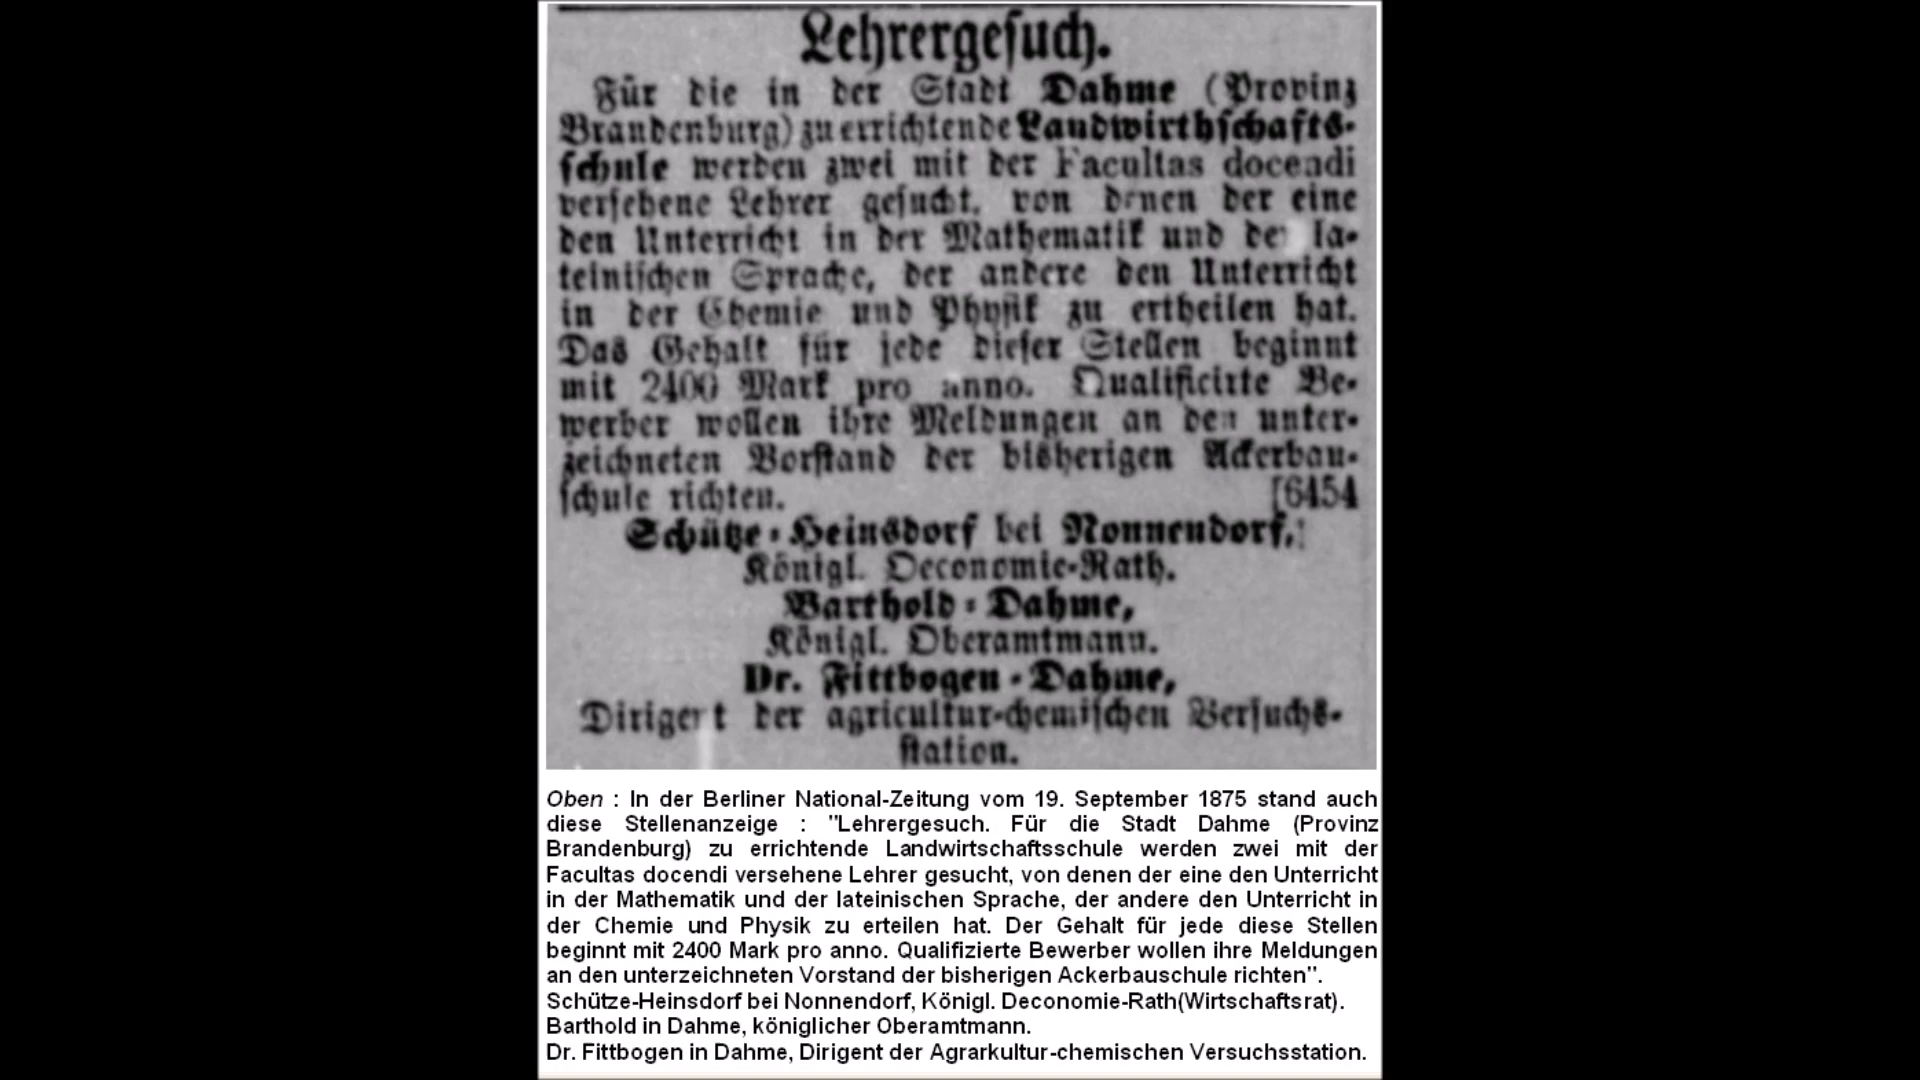 Lehrergesuch.
Für die in der Stadt Dahme (Provinz
Brandenburg) zu errichtende Landwirthschafts-
schule werden zwei mit der Facultas docendi
versehene Lehrer gesucht, von denen der eine
den Unterricht in der Mathematik und der la-
teinischen Sprache, der andere den Unterricht
in der Chemie und Physik zu ertheilen hat.
Das Gehalt für jede dieser Stellen beginnt
mit 2400 Mark pro anno. Qualificirte Be-
werber wollen ihre Meldungen an den unter-
zeichneten Vorstand der bisherigen Ackerbau-
schule richten. [6454
Schütze-Heinsdorf bei Nonnendorf,
Königl. Oeconomie-Rath.
Barthold-Dahme,
Königl. Oberamtmann.
Dr. Fittbogen-Dahme,
Dirigent der agricultur-chemischen Versuchs-
station.
Oben : In der Berliner National-Zeitung vom 19. September 1875 stand auch
diese Stellenanzeige : "Lehrergesuch. Für die Stadt Dahme (Provinz
Brandenburg) zu errichtende Landwirtschaftsschule werden zwei mit der
Facultas docendi versehene Lehrer gesucht, von denen der eine den Unterricht
in der Mathematik und der lateinischen Sprache, der andere den Unterricht in
der Chemie und Physik zu erteilen hat. Der Gehalt für jede diese Stellen
beginnt mit 2400 Mark pro anno. Qualifizierte Bewerber wollen ihre Meldungen
an den unterzeichneten Vorstand der bisherigen Ackerbauschule richten".
Schütze-Heinsdorf bei Nonnendorf, Königl. Deconomie-Rath(Wirtschaftsrat).
Barthold in Dahme, königlicher Oberamtmann.
Dr. Fittbogen in Dahme, Dirigent der Agrarkultur-chemischen Versuchsstation.